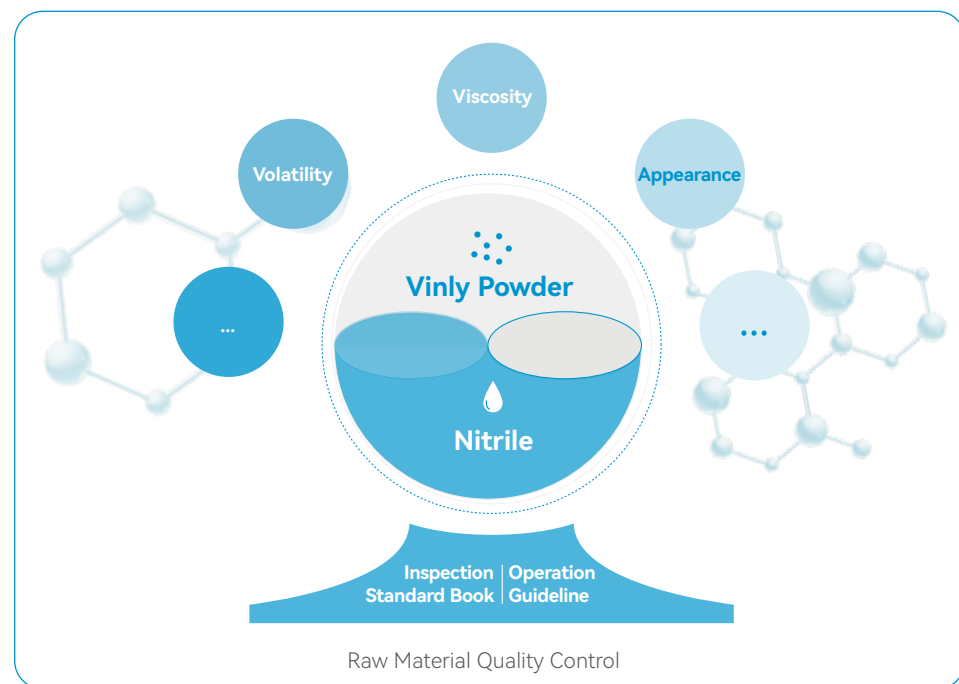 Viscosity
Volatility
Appearance
Vinly Powder
...
...
Nitrile
Inspection
Standard Book
Operation
Guideline
Raw Material Quality Control